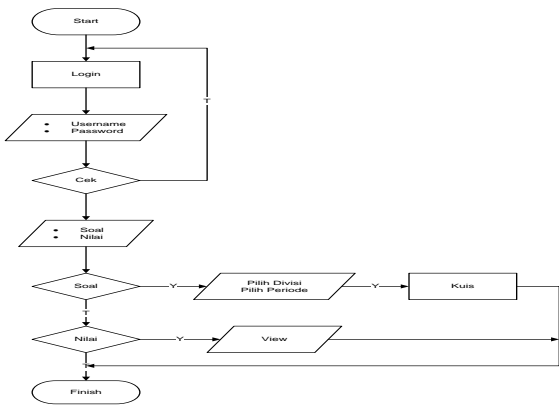 Start
Login
T
• Username
• Password
Cek
• Soal
• Nilai
Soal
Y
Pilih Divisi
Pilih Periode
Y
Kuis
T
Nilai
Y
View
T
Finish